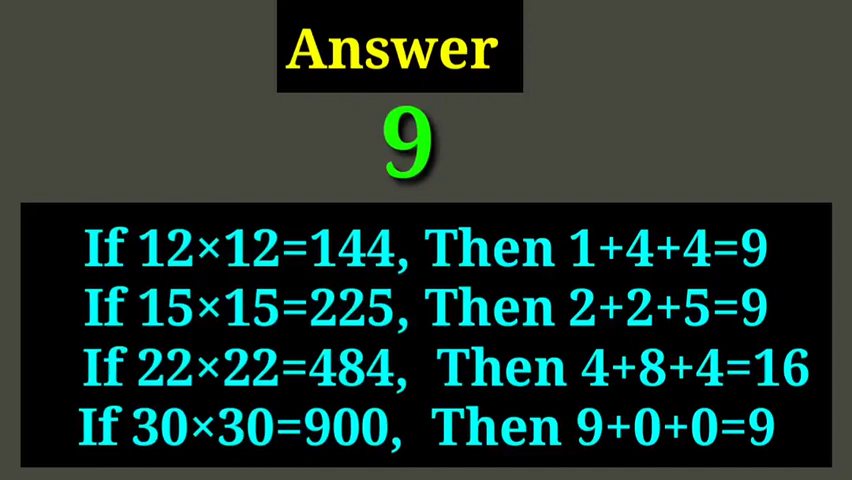 Answer
9
If 12×12=144, Then 1+4+4=9
If 15×15=225, Then 2+2+5=9
If 22×22=484, Then 4+8+4=16
If 30×30=900, Then 9+0+0=9